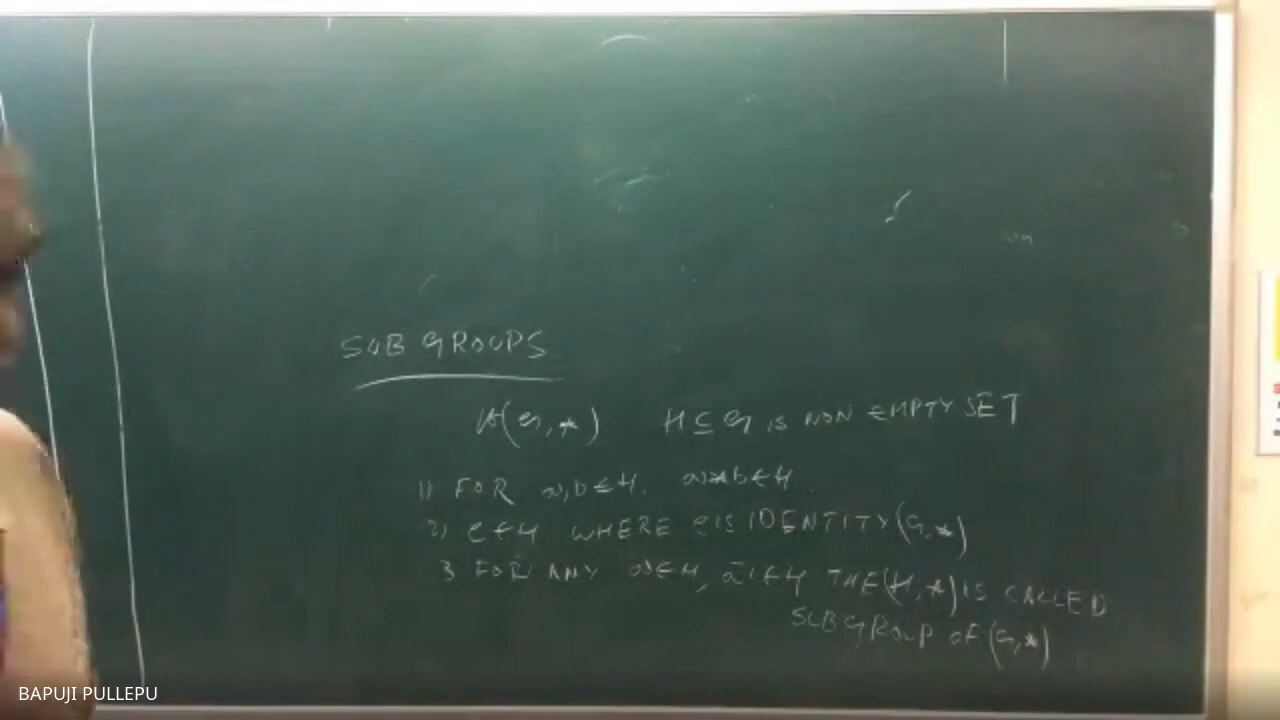 SUB GROUPS
(G,*) H⊆G IS NON EMPTY SET
1) FOR a,b∈H, a*b∈H
2) e∈H WHERE e IS IDENTITY(G,*)
3 FOR ANY a∈H, a⁻¹∈H THE(H,*) IS CALLED
SUBGROUP OF (G,*)
BAPUJI PULLEPU